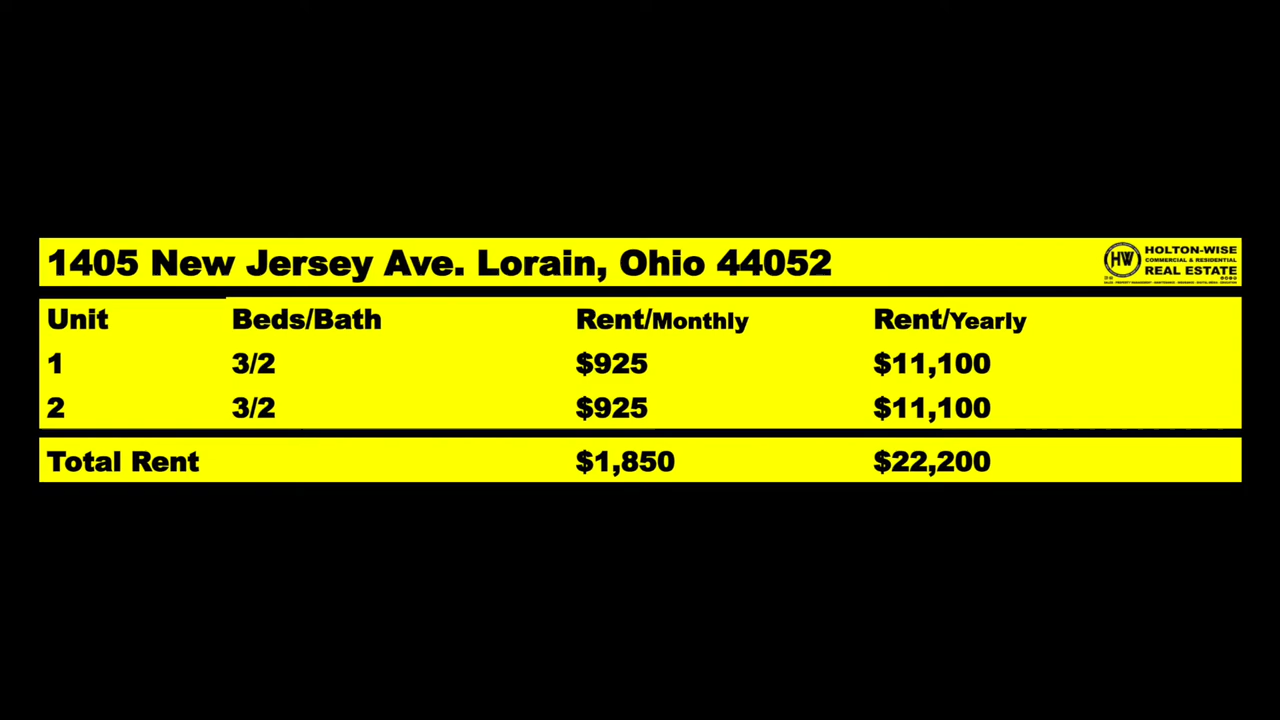 1405 New Jersey Ave. Lorain, Ohio 44052
HW
HOLTON-WISE
COMMERCIAL & RESIDENTIAL
REAL ESTATE
Unit Beds/Bath Rent/Monthly Rent/Yearly
1 3/2 $925 $11,100
2 3/2 $925 $11,100
Total Rent $1,850 $22,200